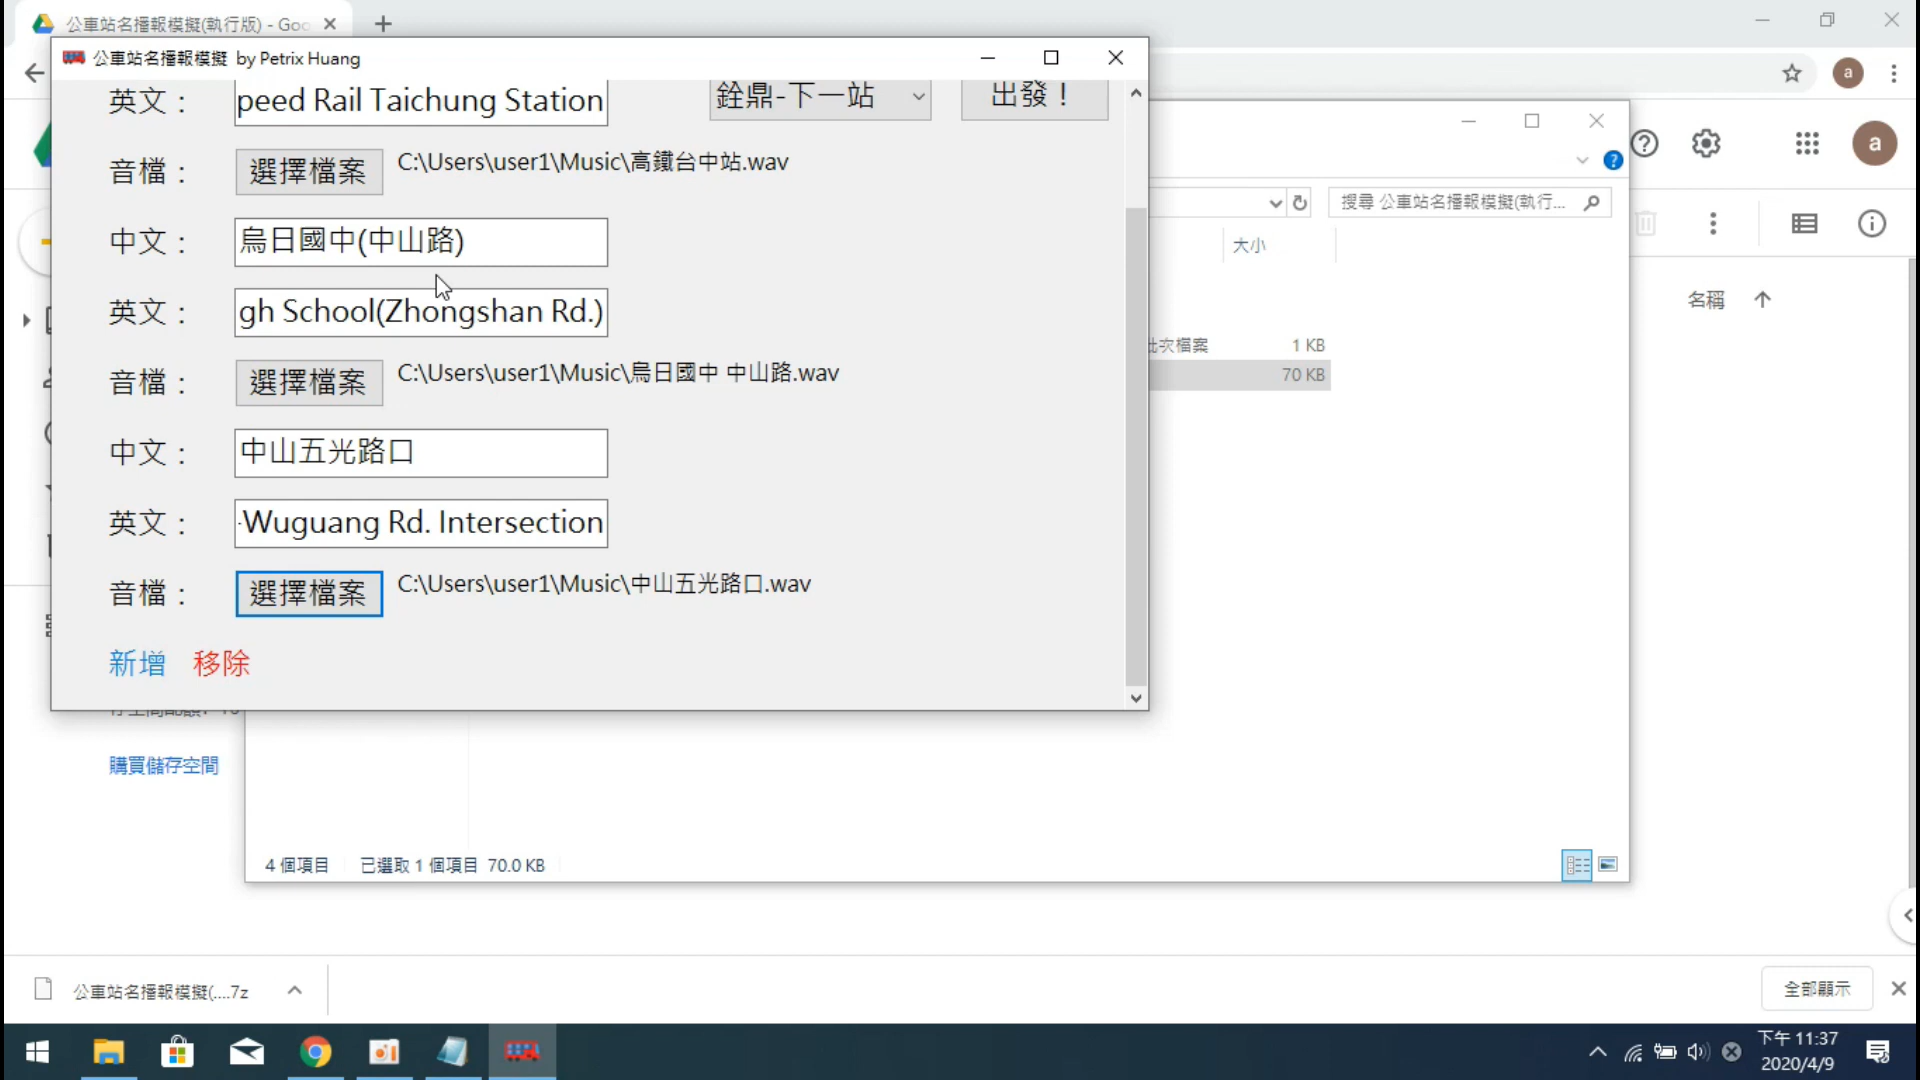 公車站名播報模擬(執行版) - Goo
公車站名播報模擬 by Petrix Huang
英文：
peed Rail Taichung Station
銓鼎-下一站
出發！
音檔：
選擇檔案
C:\Users\user1\Music\高鐵台中站.wav
中文：
烏日國中(中山路)
英文：
gh School(Zhongshan Rd.)
音檔：
選擇檔案
C:\Users\user1\Music\烏日國中 中山路.wav
中文：
中山五光路口
英文：
-Wuguang Rd. Intersection
音檔：
選擇檔案
C:\Users\user1\Music\中山五光路口.wav
新增 移除
a
a
搜尋 公車站名播報模擬(執行...
大小
名稱
批次檔案 1 KB
70 KB
購買儲存空間
4 個項目 已選取 1 個項目 70.0 KB
公車站名播報模擬(....7z
全部顯示
下午 11:37
2020/4/9